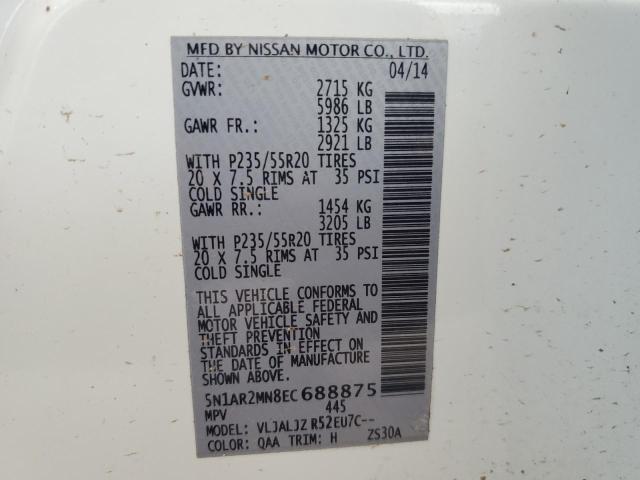 MFD BY NISSAN MOTOR CO., LTD.
DATE: 04/14
GVWR: 2715 KG
5986 LB
GAWR FR.: 1325 KG
2921 LB
WITH P235/55R20 TIRES
20 X 7.5 RIMS AT 35 PSI
COLD SINGLE
GAWR RR.: 1454 KG
3205 LB
WITH P235/55R20 TIRES
20 X 7.5 RIMS AT 35 PSI
COLD SINGLE
THIS VEHICLE CONFORMS TO
ALL APPLICABLE FEDERAL
MOTOR VEHICLE SAFETY AND
THEFT PREVENTION
STANDARDS IN EFFECT ON
THE DATE OF MANUFACTURE
SHOWN ABOVE.
5N1AR2MN8EC688875
MPV 445
MODEL: VLJALJZ R52EU7C--
COLOR: QAA TRIM: H ZS30A